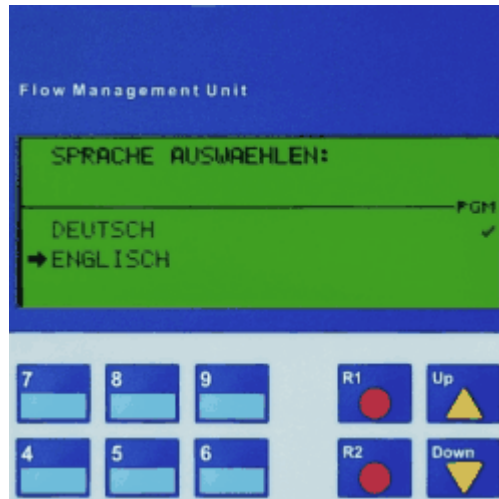 Flow Management Unit
SPRACHE AUSWAEHLEN:
PGM
DEUTSCH ✓
➔ENGLISCH
7 8 9 R1 Up
4 5 6 R2 Down